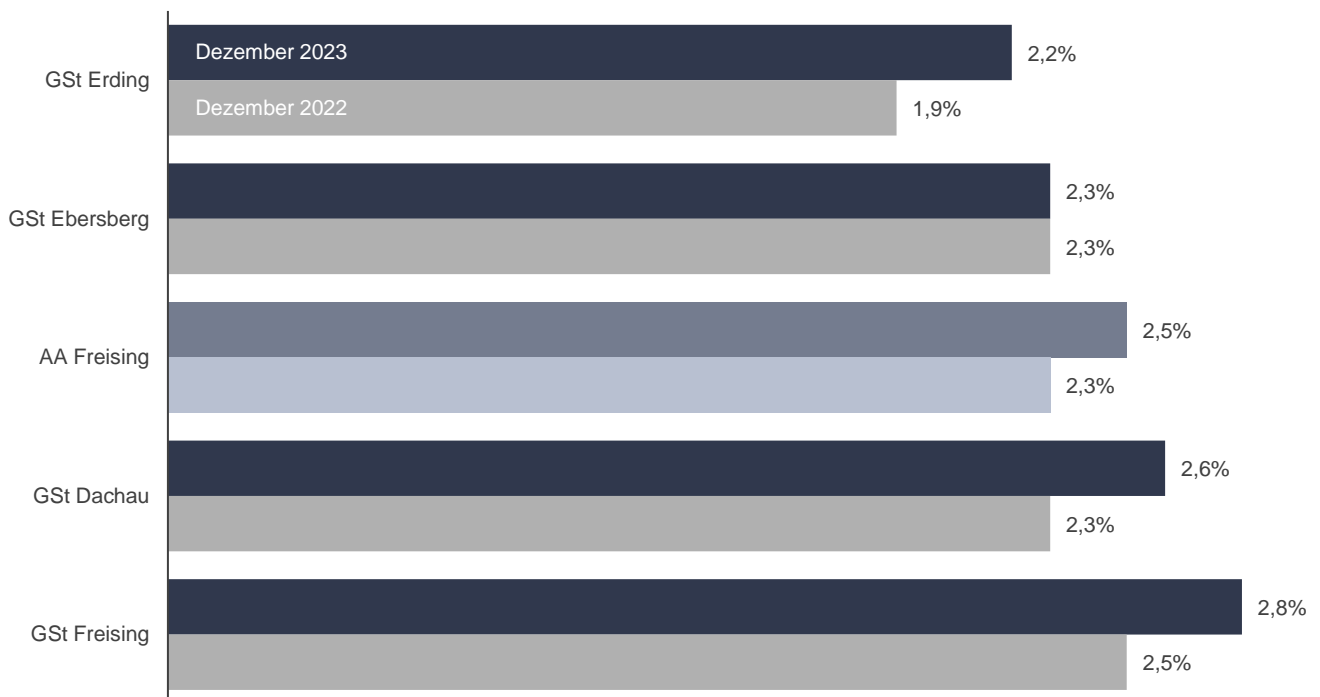 GSt Erding
Dezember 2023
2,2%
Dezember 2022
1,9%
GSt Ebersberg
2,3%
2,3%
AA Freising
2,5%
2,3%
GSt Dachau
2,6%
2,3%
GSt Freising
2,8%
2,5%